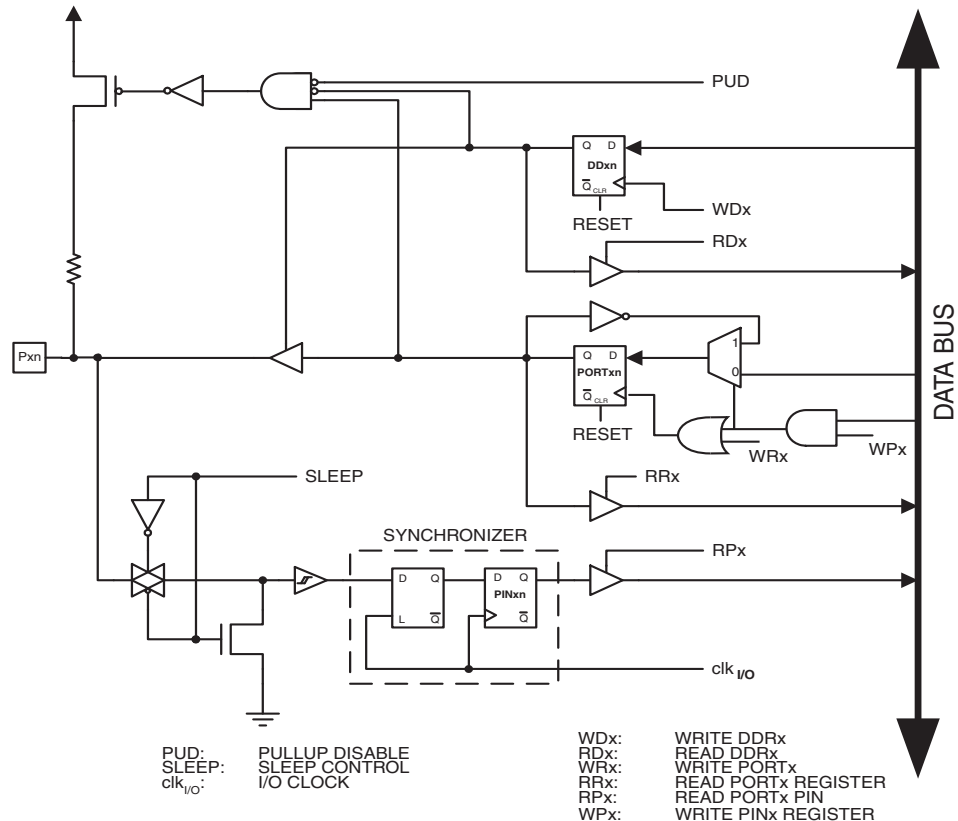 PUD
Q D
DDxn
Q CLR
WDx
RESET
RDx
Pxn
1
Q D
PORTxn
0
Q CLR
RESET
WRx
WPx
SLEEP
RRx
SYNCHRONIZER
RPx
D Q
D Q
PINxn
L Q
Q
clk I/O
DATA BUS
PUD: PULLUP DISABLE
SLEEP: SLEEP CONTROL
clkI/O: I/O CLOCK
WDx: WRITE DDRx
RDx: READ DDRx
WRx: WRITE PORTx
RRx: READ PORTx REGISTER
RPx: READ PORTx PIN
WPx: WRITE PINx REGISTER